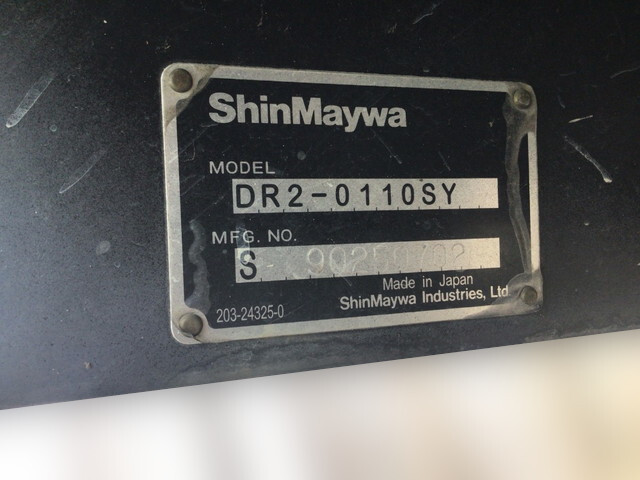 ShinMaywa
MODEL
DR2-0110SY
MFG. NO.
S
Made in Japan
ShinMaywa Industries, Ltd
203-24325-0